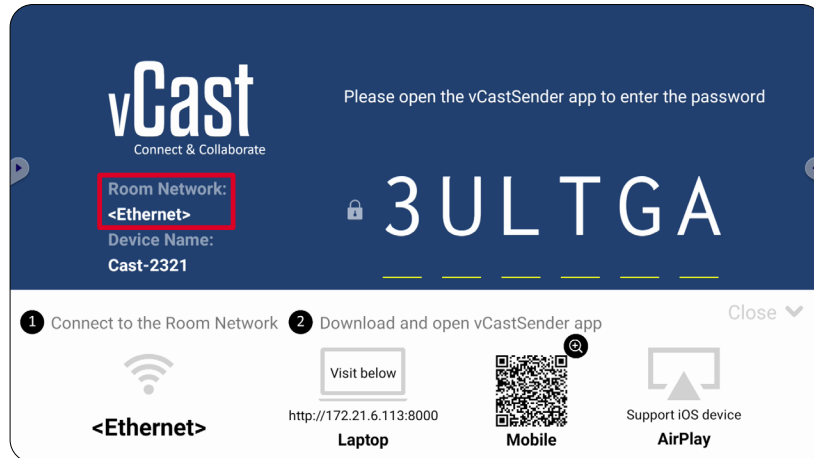 vCast
Connect & Collaborate
Please open the vCastSender app to enter the password
Room Network:
<Ethernet>
Device Name:
Cast-2321
3ULTGA
Close
1 Connect to the Room Network
2 Download and open vCastSender app
<Ethernet>
Visit below
http://172.21.6.113:8000
Laptop
Mobile
Support iOS device
AirPlay